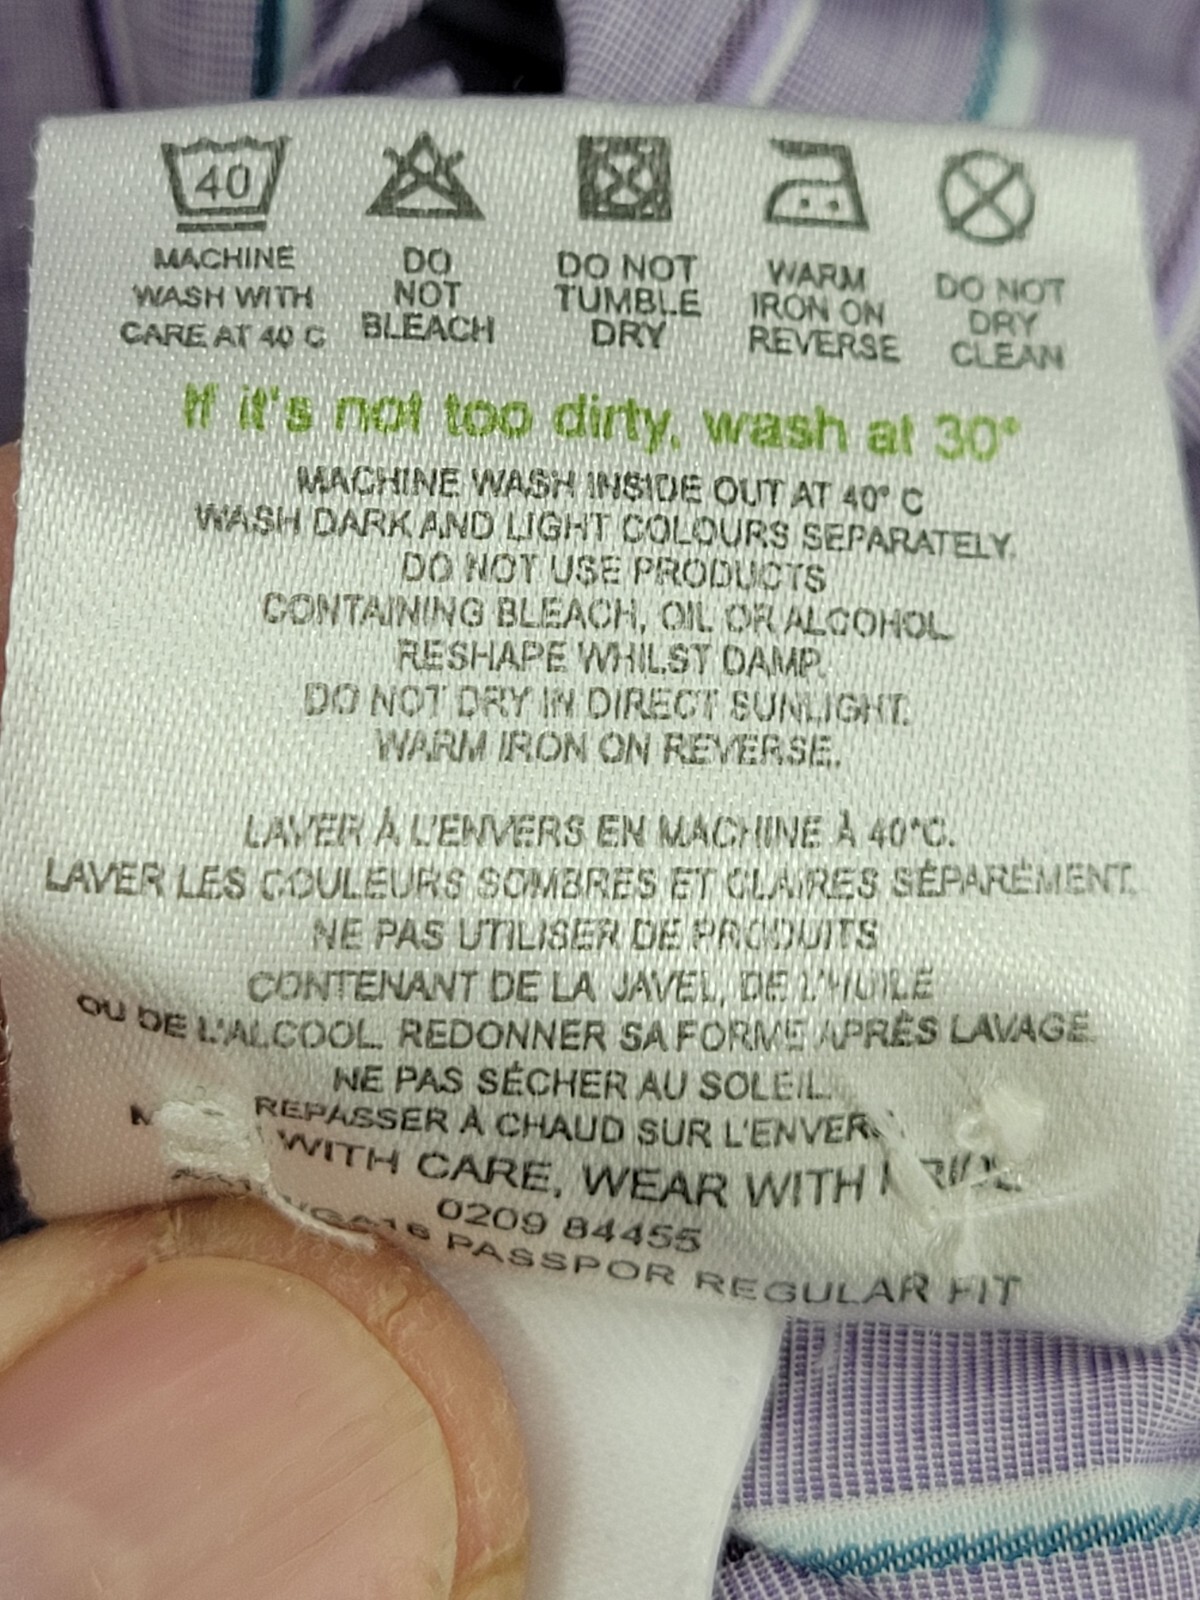 40
MACHINE
WASH WITH
CARE AT 40 C
DO
NOT
BLEACH
DO NOT
TUMBLE
DRY
WARM
IRON ON
REVERSE
DO NOT
DRY
CLEAN
If it's not too dirty, wash at 30°
MACHINE WASH INSIDE OUT AT 40° C
WASH DARK AND LIGHT COLOURS SEPARATELY.
DO NOT USE PRODUCTS
CONTAINING BLEACH, OIL OR ALCOHOL
RESHAPE WHILST DAMP.
DO NOT DRY IN DIRECT SUNLIGHT.
WARM IRON ON REVERSE.
LAVER À L'ENVERS EN MACHINE À 40°C.
LAVER LES COULEURS SOMBRES ET CLAIRES SÉPARÉMENT.
NE PAS UTILISER DE PRODUITS
CONTENANT DE LA JAVEL, DE L'HUILE
OU DE L'ALCOOL. REDONNER SA FORME APRÈS LAVAGE.
NE PAS SÉCHER AU SOLEIL.
REPASSER À CHAUD SUR L'ENVERS
WITH CARE, WEAR WITH
0209 84455
PASSPOR REGULAR FIT